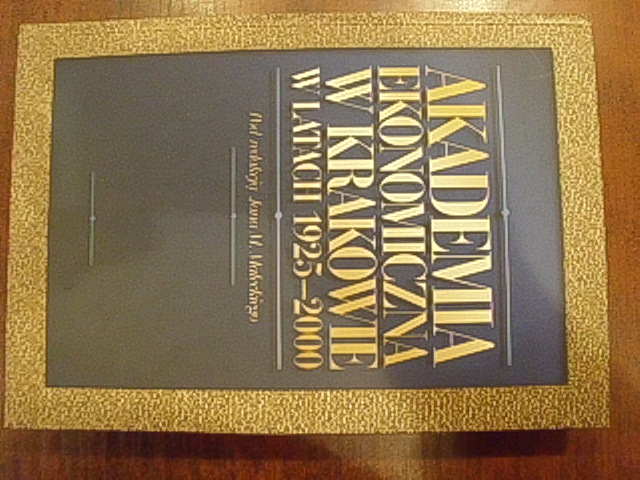 AKADEMIA
EKONOMICZNA
W KRAKOWIE
W LATACH 1925–2000
Pod redakcją Jana M. Małeckiego